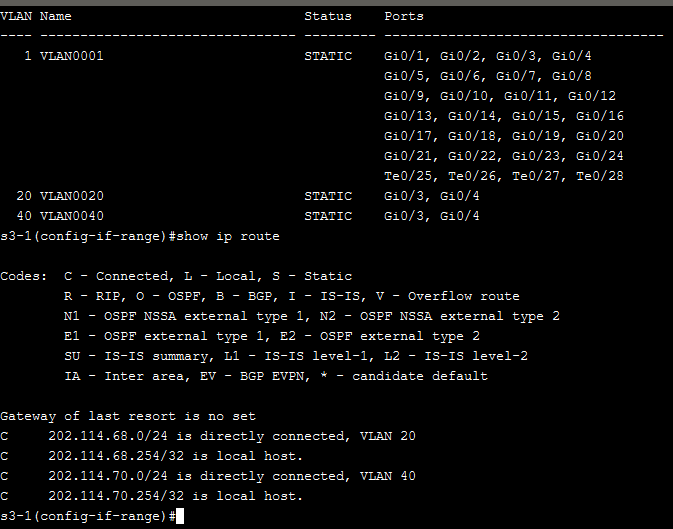 VLAN Name                             Status    Ports
---- -------------------------------- --------- -----------------------------------
   1 VLAN0001                         STATIC    Gi0/1, Gi0/2, Gi0/3, Gi0/4
                                                Gi0/5, Gi0/6, Gi0/7, Gi0/8
                                                Gi0/9, Gi0/10, Gi0/11, Gi0/12
                                                Gi0/13, Gi0/14, Gi0/15, Gi0/16
                                                Gi0/17, Gi0/18, Gi0/19, Gi0/20
                                                Gi0/21, Gi0/22, Gi0/23, Gi0/24
                                                Te0/25, Te0/26, Te0/27, Te0/28
  20 VLAN0020                         STATIC    Gi0/3, Gi0/4
  40 VLAN0040                         STATIC    Gi0/3, Gi0/4
s3-1(config-if-range)#show ip route

Codes:  C - Connected, L - Local, S - Static
        R - RIP, O - OSPF, B - BGP, I - IS-IS, V - Overflow route
        N1 - OSPF NSSA external type 1, N2 - OSPF NSSA external type 2
        E1 - OSPF external type 1, E2 - OSPF external type 2
        SU - IS-IS summary, L1 - IS-IS level-1, L2 - IS-IS level-2
        IA - Inter area, EV - BGP EVPN, * - candidate default

Gateway of last resort is no set
C     202.114.68.0/24 is directly connected, VLAN 20
C     202.114.68.254/32 is local host.
C     202.114.70.0/24 is directly connected, VLAN 40
C     202.114.70.254/32 is local host.
s3-1(config-if-range)#